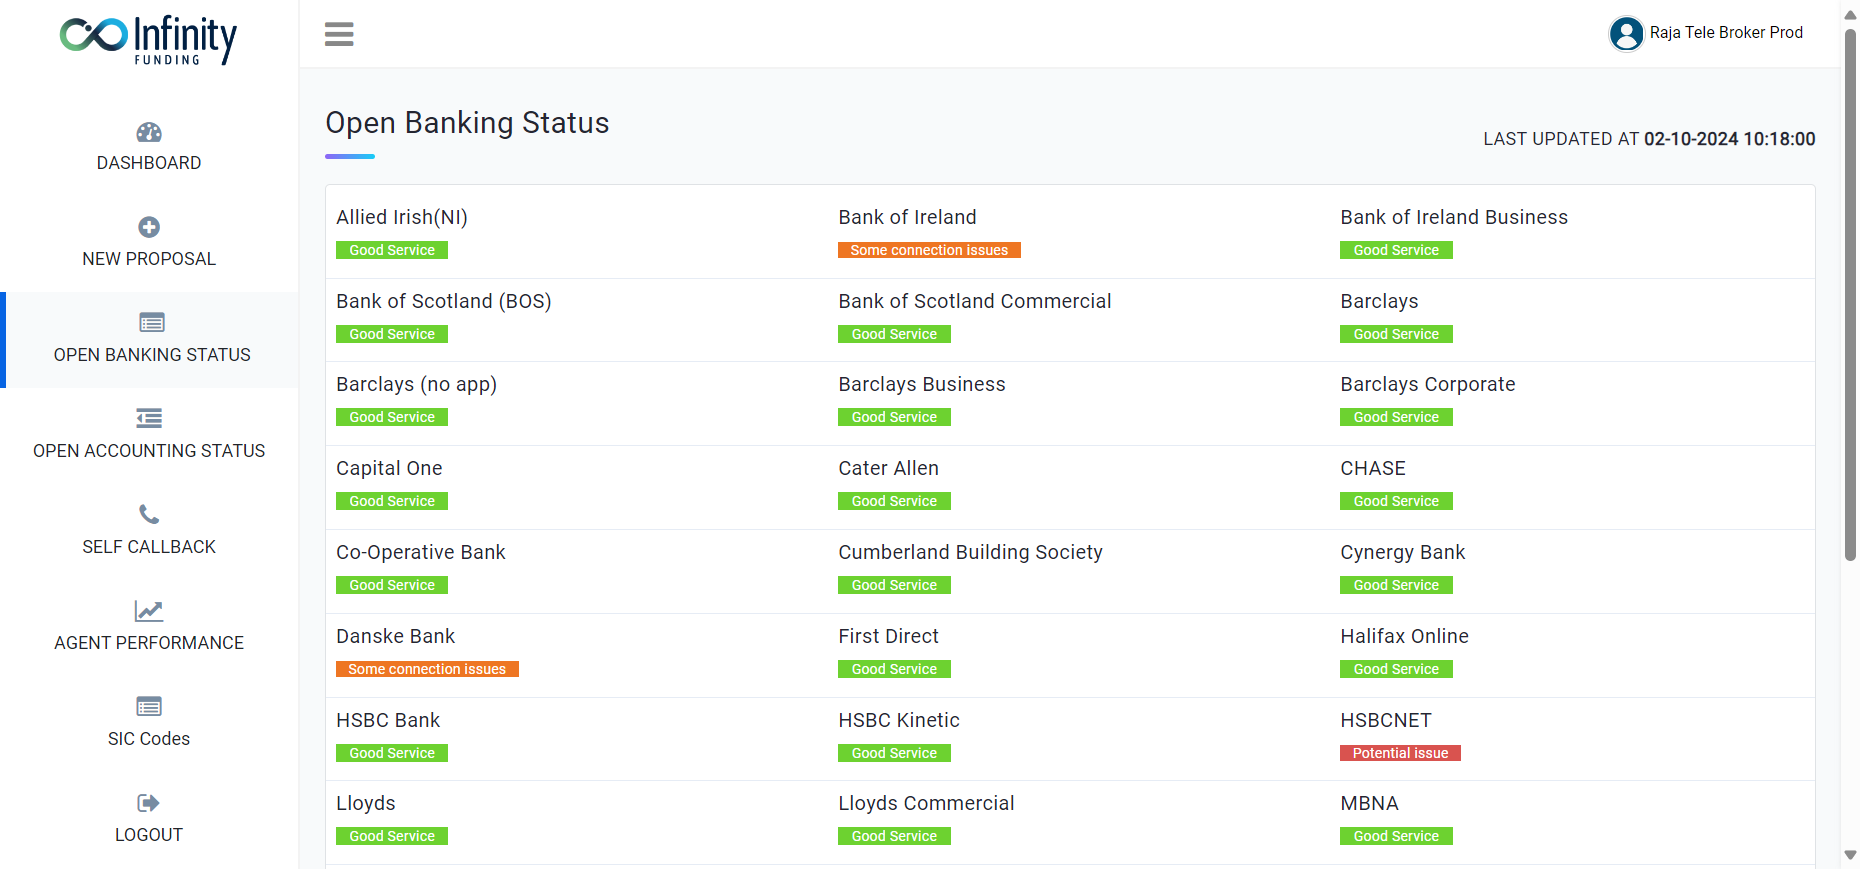 Infinity
FUNDING
Raja Tele Broker Prod
DASHBOARD
NEW PROPOSAL
OPEN BANKING STATUS
OPEN ACCOUNTING STATUS
SELF CALLBACK
AGENT PERFORMANCE
SIC Codes
LOGOUT
Open Banking Status
LAST UPDATED AT 02-10-2024 10:18:00
Allied Irish(NI)
Good Service
Bank of Ireland
Some connection issues
Bank of Ireland Business
Good Service
Bank of Scotland (BOS)
Good Service
Bank of Scotland Commercial
Good Service
Barclays
Good Service
Barclays (no app)
Good Service
Barclays Business
Good Service
Barclays Corporate
Good Service
Capital One
Good Service
Cater Allen
Good Service
CHASE
Good Service
Co-Operative Bank
Good Service
Cumberland Building Society
Good Service
Cynergy Bank
Good Service
Danske Bank
Some connection issues
First Direct
Good Service
Halifax Online
Good Service
HSBC Bank
Good Service
HSBC Kinetic
Good Service
HSBCNET
Potential issue
Lloyds
Good Service
Lloyds Commercial
Good Service
MBNA
Good Service